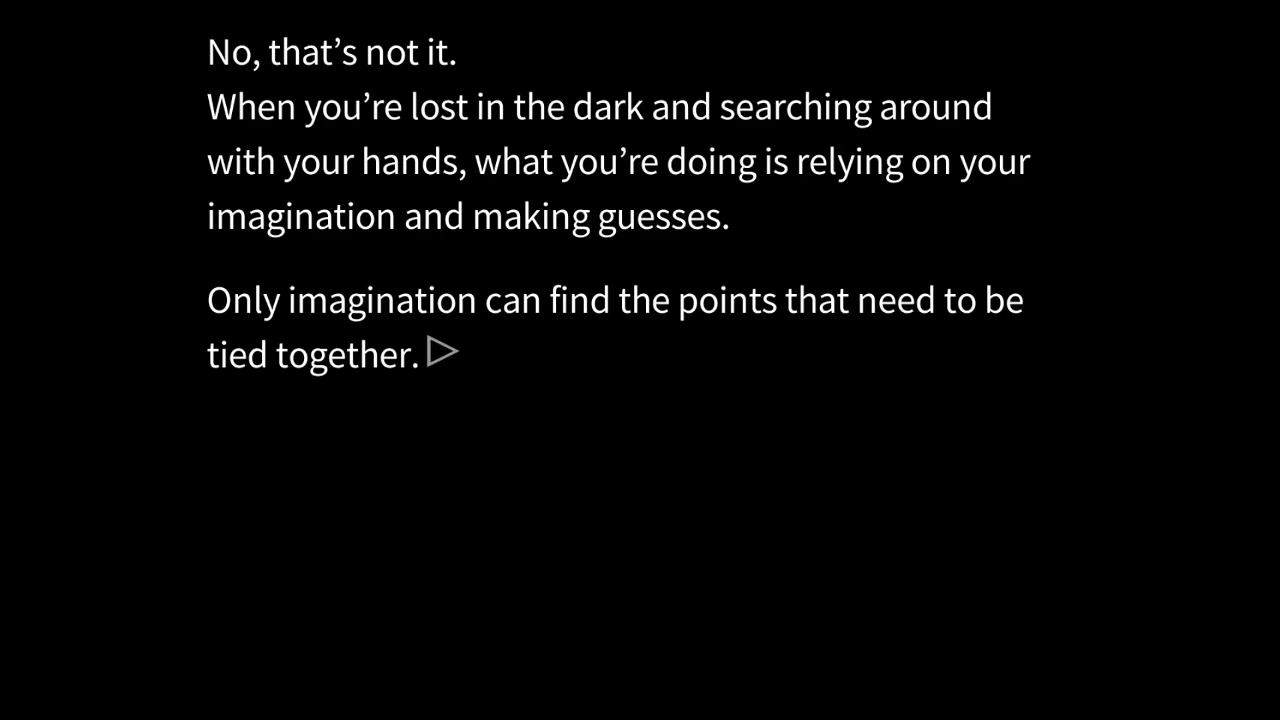 No, that’s not it.
When you’re lost in the dark and searching around
with your hands, what you’re doing is relying on your
imagination and making guesses.
Only imagination can find the points that need to be
tied together.